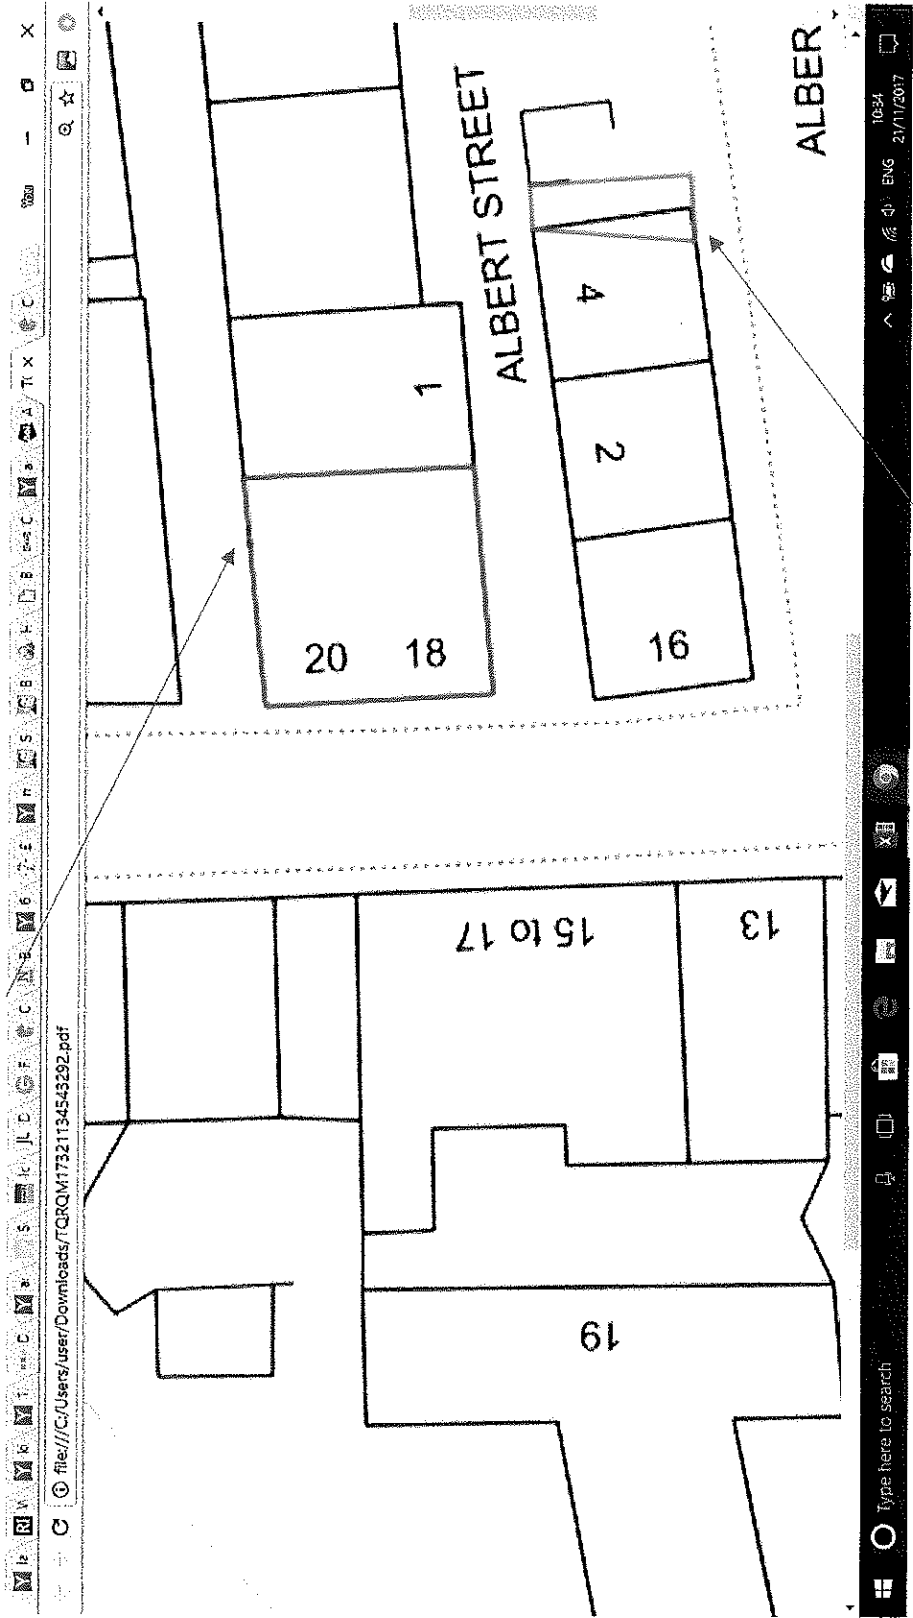 file:///C:/Users/user/Downloads/TQRQM17321134543292.pdf
ALBERT STREET
ALBER
1
20 18
4
2
16
15 to 17
13
19
Type here to search
ENG
10:34
21/11/2017